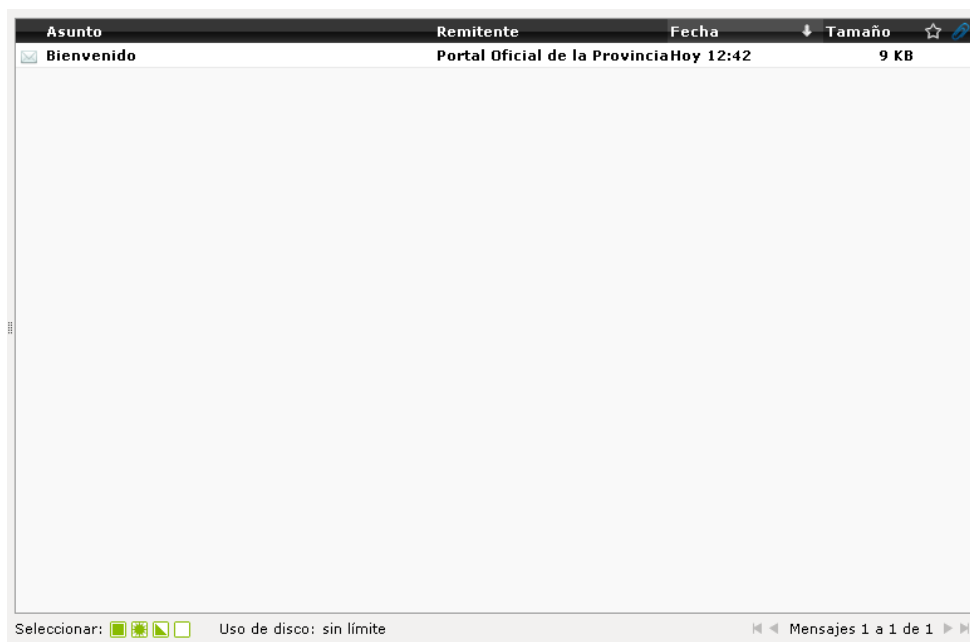 Asunto Remitente Fecha Tamaño
Bienvenido Portal Oficial de la Provincia Hoy 12:42 9 KB
Seleccionar: Uso de disco: sin límite Mensajes 1 a 1 de 1